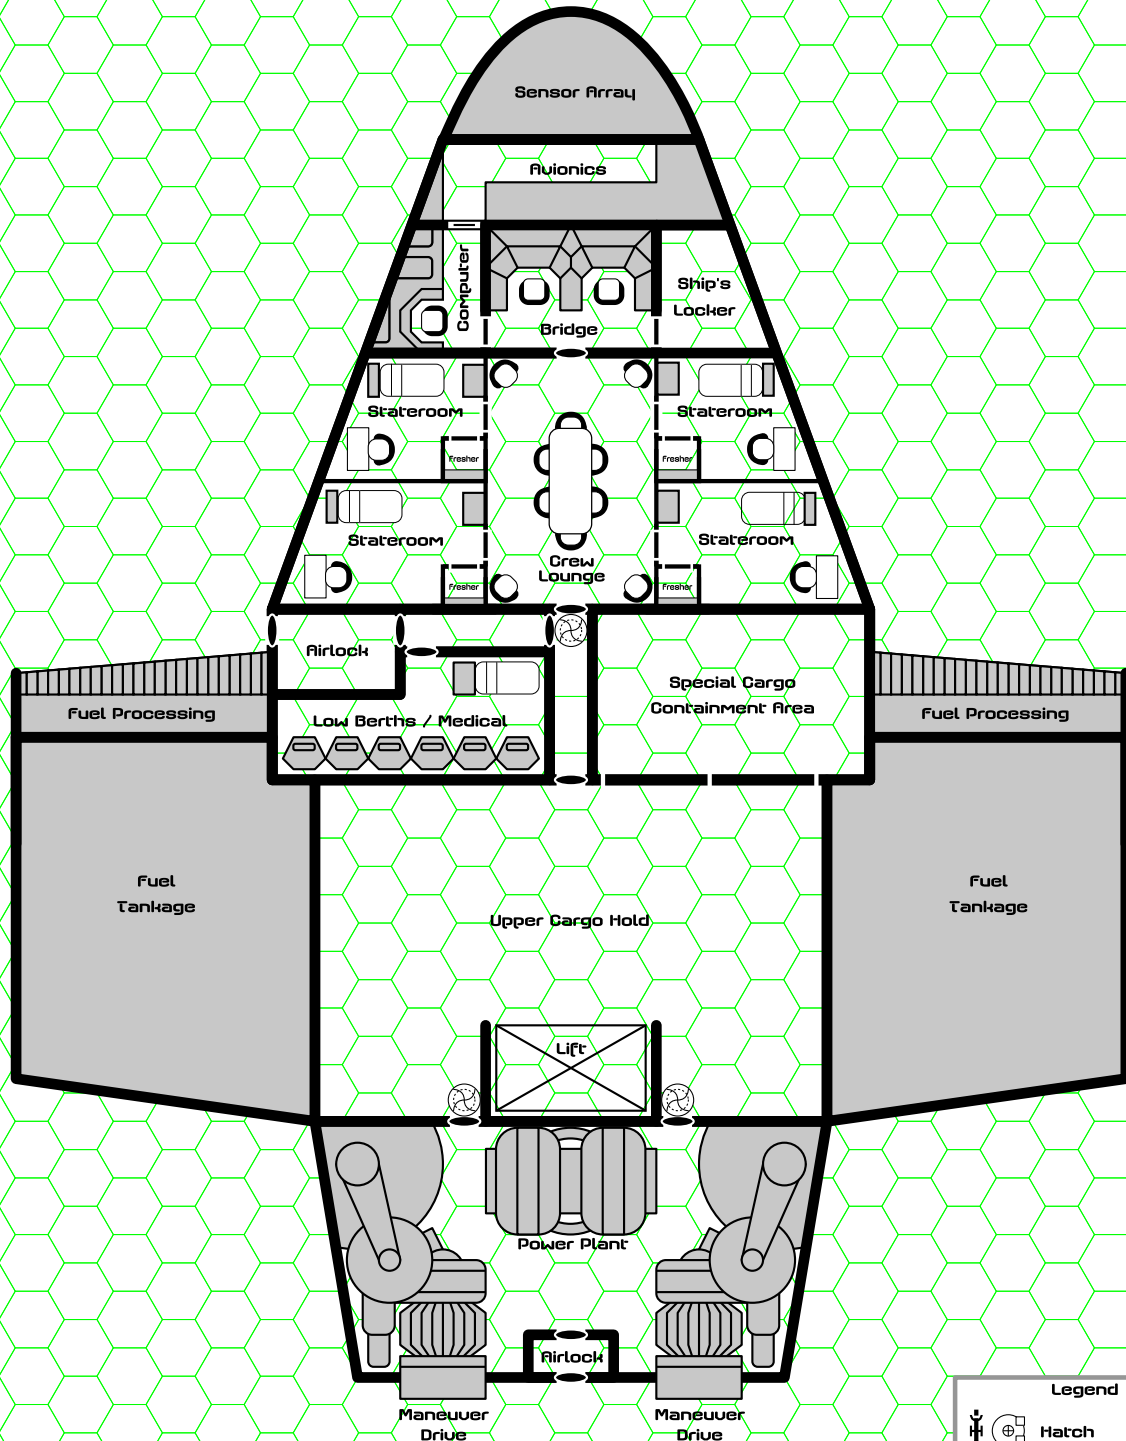 Sensor Array
Avionics
Computer
Ship's
Locker
Bridge
Stateroom
Stateroom
Fresher
Fresher
Stateroom
Stateroom
Crew
Lounge
Fresher
Fresher
Airlock
Special Cargo
Containment Area
Fuel Processing
Low Berths / Medical
Fuel Processing
Fuel
Tankage
Fuel
Tankage
Upper Cargo Hold
Lift
Power Plant
Airlock
Maneuver
Drive
Maneuver
Drive
Legend
Hatch